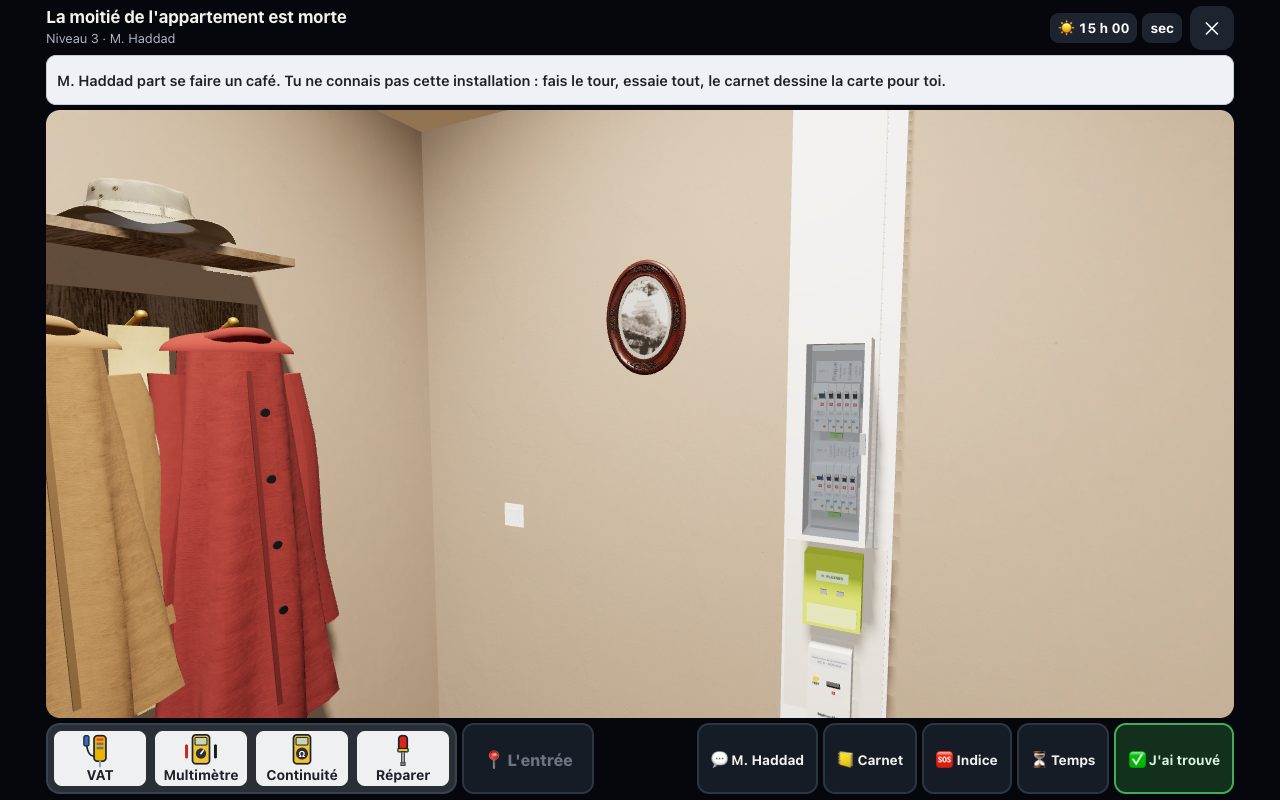 La moitié de l'appartement est morte
Niveau 3 · M. Haddad
15 h 00
sec
M. Haddad part se faire un café. Tu ne connais pas cette installation : fais le tour, essaie tout, le carnet dessine la carte pour toi.
VAT
Multimètre
Continuité
Réparer
L'entrée
M. Haddad
Carnet
SOS
Indice
Temps
J'ai trouvé